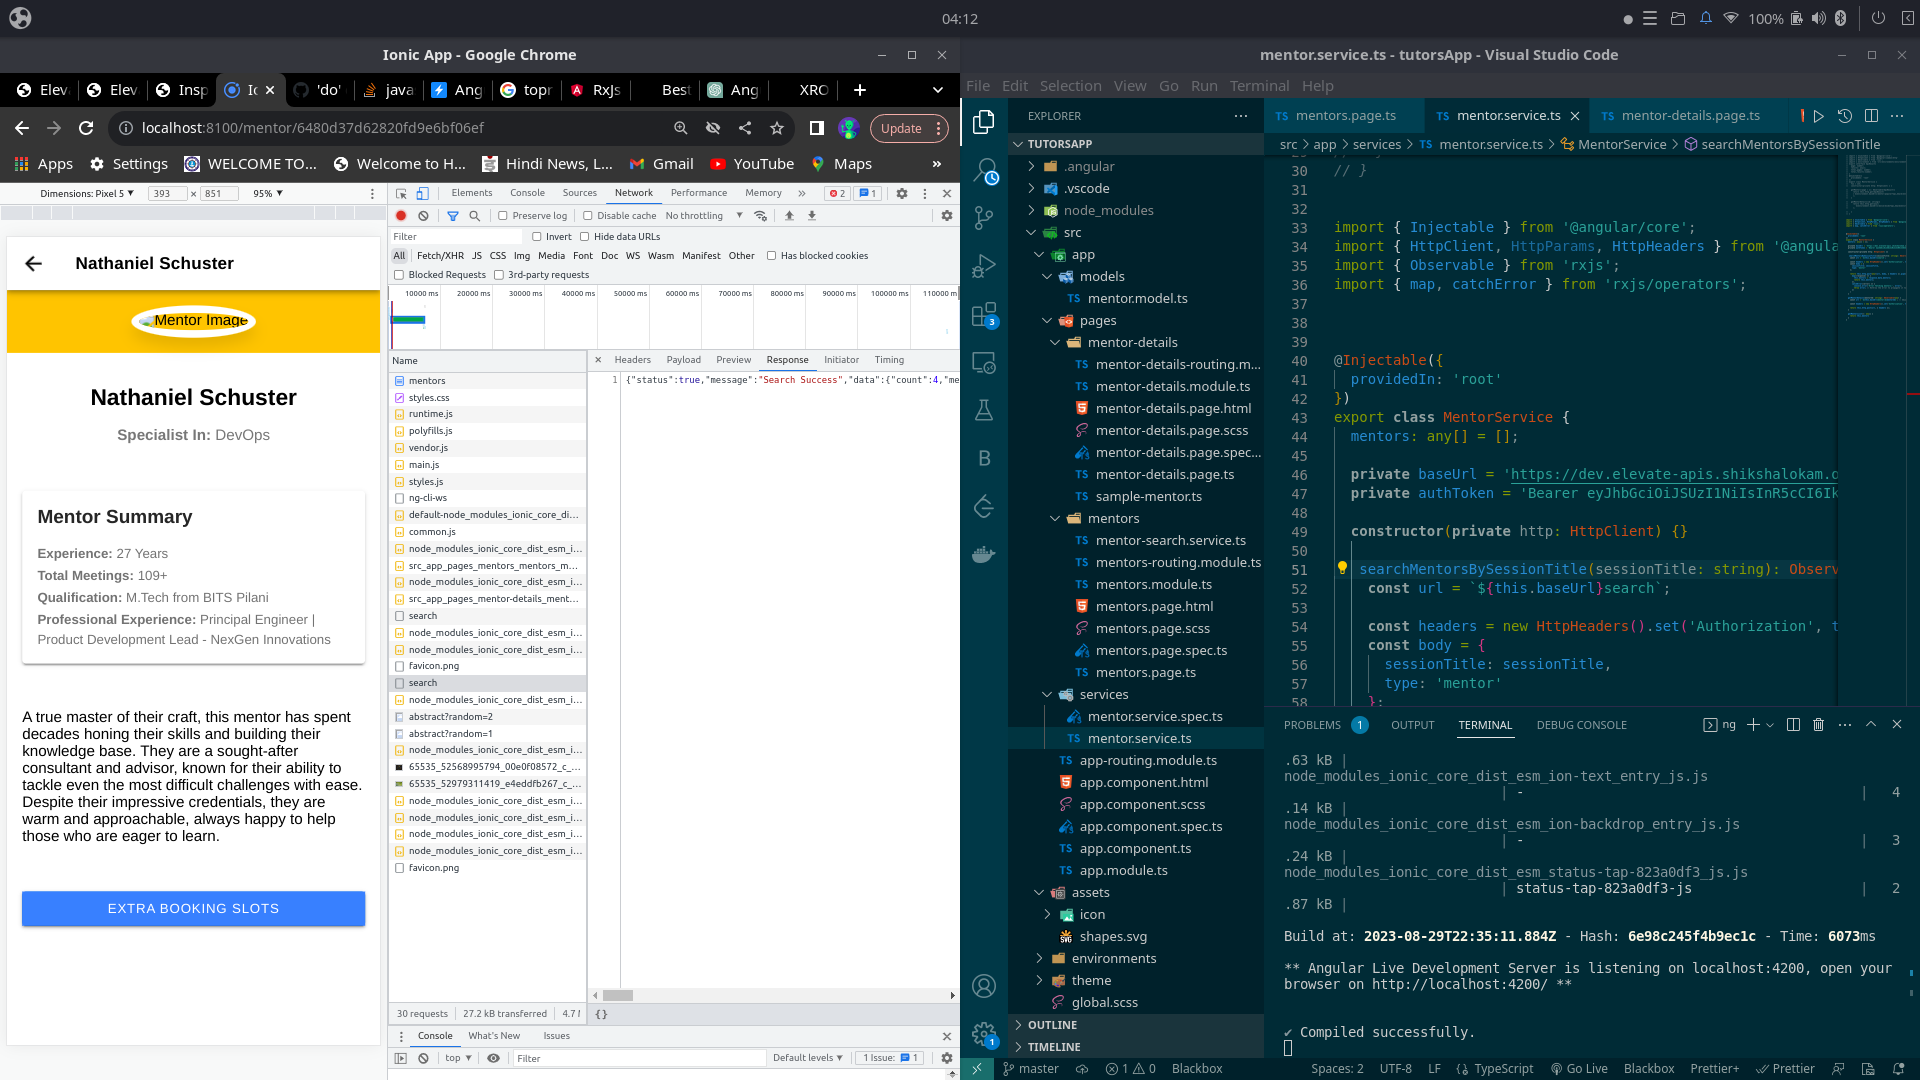 04:12
100%
Ionic App - Google Chrome
Elev
Elev
Insp
Ic
'do'
java
Ang
topr
RxJs
Best
Ang
XRO
localhost:8100/mentor/6480d37d62820fd9e6bf06ef
Update
Apps
Settings
WELCOME TO...
Welcome to H...
Hindi News, L...
Gmail
YouTube
Maps
»
Dimensions: Pixel 5
393 × 851
95%
Nathaniel Schuster
Mentor Image
Nathaniel Schuster
Specialist In: DevOps
Mentor Summary
Experience: 27 Years
Total Meetings: 109+
Qualification: M.Tech from BITS Pilani
Professional Experience: Principal Engineer |
Product Development Lead - NexGen Innovations
A true master of their craft, this mentor has spent
decades honing their skills and building their
knowledge base. They are a sought-after
consultant and advisor, known for their ability to
tackle even the most difficult challenges with ease.
Despite their impressive credentials, they are
warm and approachable, always happy to help
those who are eager to learn.
EXTRA BOOKING SLOTS
Elements
Console
Sources
Network
Performance
Memory
»
2
1
Preserve log
Disable cache
No throttling
Filter
Invert
Hide data URLs
All
Fetch/XHR
JS
CSS
Img
Media
Font
Doc
WS
Wasm
Manifest
Other
Has blocked cookies
Blocked Requests
3rd-party requests
10000 ms
20000 ms
30000 ms
40000 ms
50000 ms
60000 ms
70000 ms
80000 ms
90000 ms
100000 ms
110000 m
Name
mentors
styles.css
runtime.js
polyfills.js
vendor.js
main.js
styles.js
ng-cli-ws
default-node_modules_ionic_core_di...
common.js
node_modules_ionic_core_dist_esm_i...
src_app_pages_mentors_mentors_m...
node_modules_ionic_core_dist_esm_i...
src_app_pages_mentor-details_ment...
search
node_modules_ionic_core_dist_esm_i...
node_modules_ionic_core_dist_esm_i...
favicon.png
search
node_modules_ionic_core_dist_esm_i...
abstract?random=2
abstract?random=1
node_modules_ionic_core_dist_esm_i...
65535_52568995794_00e0f08572_c_...
65535_52979311419_e4eddfb267_c_...
node_modules_ionic_core_dist_esm_i...
node_modules_ionic_core_dist_esm_i...
node_modules_ionic_core_dist_esm_i...
node_modules_ionic_core_dist_esm_i...
favicon.png
30 requests
27.2 kB transferred
4.7 
Headers
Payload
Preview
Response
Initiator
Timing
1 {"status":true,"message":"Search Success","data":{"count":4,"me
{}
Console
What's New
Issues
top
Filter
Default levels
1 Issue: 1
mentor.service.ts - tutorsApp - Visual Studio Code
File Edit Selection View Go Run Terminal Help
3
B
1
EXPLORER
TUTORSAPP
.angular
.vscode
node_modules
src
app
models
TS mentor.model.ts
pages
mentor-details
TS mentor-details-routing.m...
TS mentor-details.module.ts
mentor-details.page.html
mentor-details.page.scss
mentor-details.page.spec...
TS mentor-details.page.ts
TS sample-mentor.ts
mentors
TS mentor-search.service.ts
TS mentors-routing.module.ts
TS mentors.module.ts
mentors.page.html
mentors.page.scss
mentors.page.spec.ts
TS mentors.page.ts
services
mentor.service.spec.ts
TS mentor.service.ts
TS app-routing.module.ts
app.component.html
app.component.scss
app.component.spec.ts
TS app.component.ts
TS app.module.ts
assets
icon
shapes.svg
environments
theme
global.scss
OUTLINE
TIMELINE
TS mentors.page.ts
TS mentor.service.ts
TS mentor-details.page.ts
src > app > services > TS mentor.service.ts > MentorService > searchMentorsBySessionTitle
30 // }
31
32
33 import { Injectable } from '@angular/core';
34 import { HttpClient, HttpParams, HttpHeaders } from '@angula
35 import { Observable } from 'rxjs';
36 import { map, catchError } from 'rxjs/operators';
37
38
39
40 @Injectable({
41 providedIn: 'root'
42 })
43 export class MentorService {
44 mentors: any[] = [];
45
46 private baseUrl = 'https://dev.elevate-apis.shikshalokam.o
47 private authToken = 'Bearer eyJhbGciOiJSUzI1NiIsInR5cCI6Ik
48
49 constructor(private http: HttpClient) {}
50
51 searchMentorsBySessionTitle(sessionTitle: string): Observ
52 const url = `${this.baseUrl}search`;
53
54 const headers = new HttpHeaders().set('Authorization', t
55 const body = {
56 sessionTitle: sessionTitle,
57 type: 'mentor'
58 };
PROBLEMS 1
OUTPUT
TERMINAL
DEBUG CONSOLE
ng
.63 kB |
node_modules_ionic_core_dist_esm_ion-text_entry_js.js
| - | 4
.14 kB |
node_modules_ionic_core_dist_esm_ion-backdrop_entry_js.js
| - | 3
.24 kB |
node_modules_ionic_core_dist_esm_status-tap-823a0df3_js.js
| status-tap-823a0df3-js | 2
.87 kB |
Build at: 2023-08-29T22:35:11.884Z - Hash: 6e98c245f4b9ec1c - Time: 6073ms
** Angular Live Development Server is listening on localhost:4200, open your
browser on http://localhost:4200/ **
✔ Compiled successfully.
master
1 0
Blackbox
Spaces: 2
UTF-8
LF
TypeScript
Go Live
Blackbox
Prettier+
Prettier